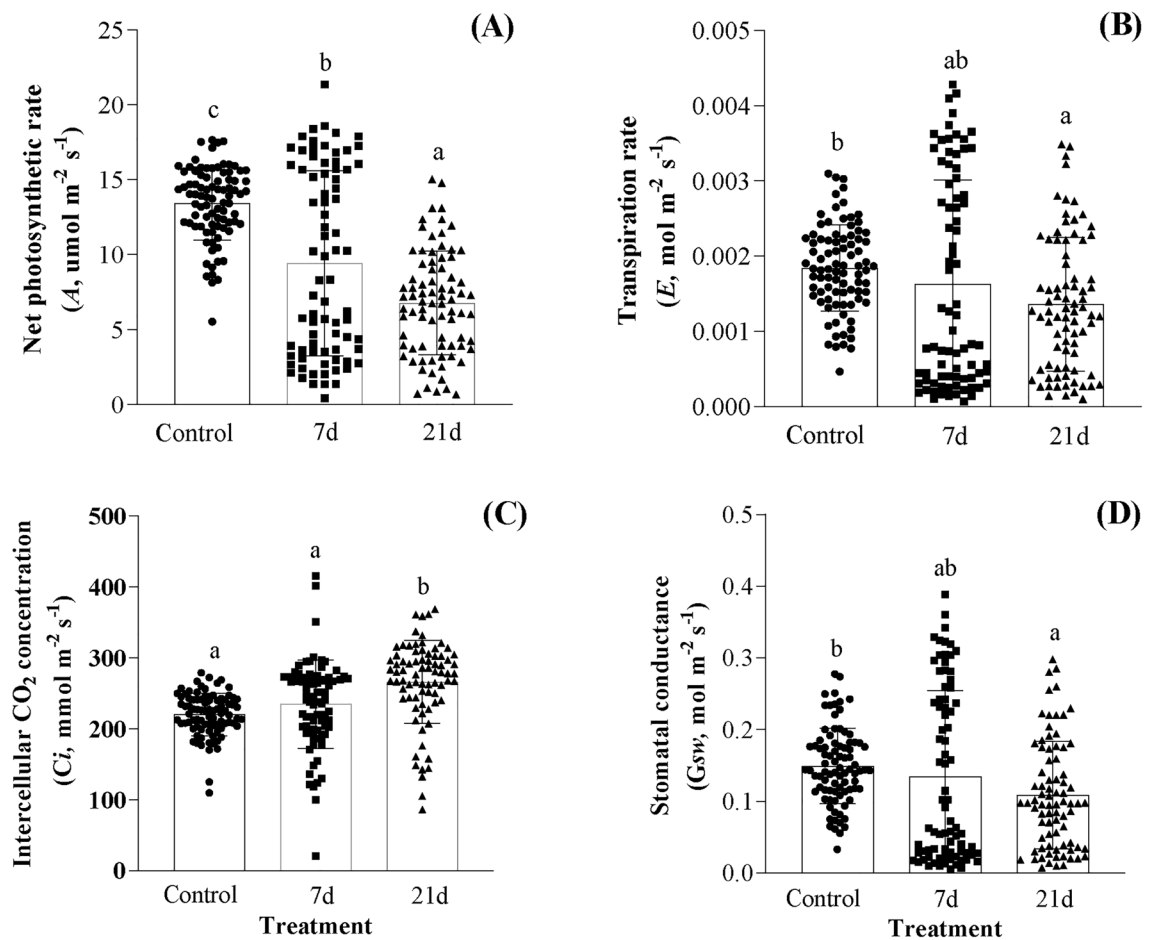 (A)
Net photosynthetic rate
(A, umol m-2 s-1)
25
20
15
10
5
0
c
b
a
Control 7d 21d
(B)
Transpiration rate
(E, mol m-2 s-1)
0.005
0.004
0.003
0.002
0.001
0.000
b
ab
a
Control 7d 21d
(C)
Intercellular CO2 concentration
(Ci, mmol m-2 s-1)
500
400
300
200
100
0
a
a
b
Control 7d 21d
Treatment
(D)
Stomatal conductance
(Gsw, mol m-2 s-1)
0.5
0.4
0.3
0.2
0.1
0.0
b
ab
a
Control 7d 21d
Treatment